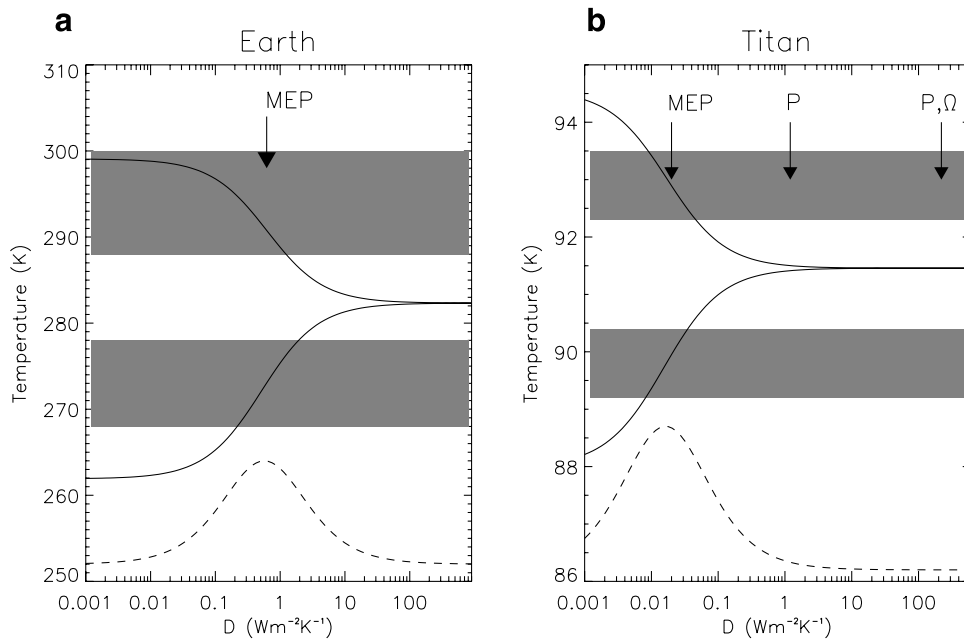 a
Earth
310
300
290
280
270
260
250
Temperature (K)
MEP
0.001 0.01 0.1 1 10 100
D (Wm⁻²K⁻¹)
b
Titan
94
92
90
88
86
Temperature (K)
MEP P P,Ω
0.001 0.01 0.1 1 10 100
D (Wm⁻²K⁻¹)